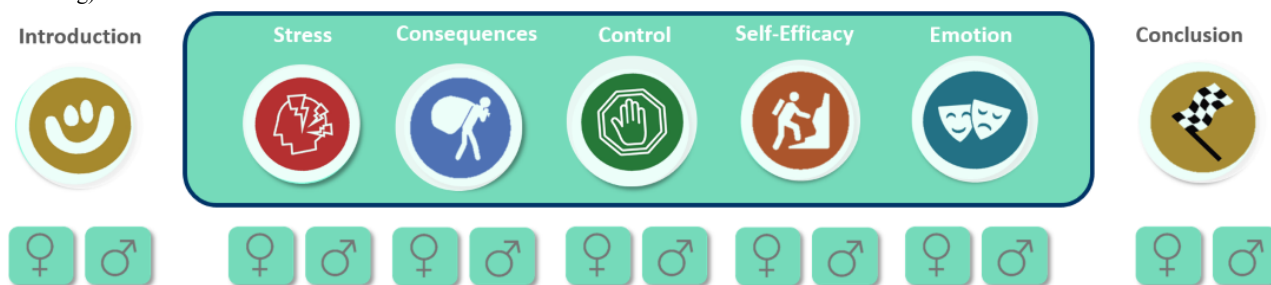 Introduction
Stress
Consequences
Control
Self-Efficacy
Emotion
Conclusion